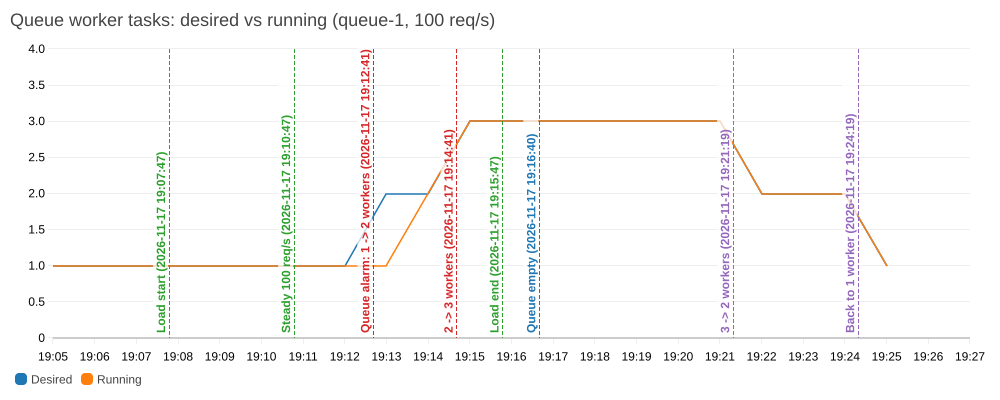 Queue worker tasks: desired vs running (queue-1, 100 req/s)
4.0
3.5
3.0
2.5
2.0
1.5
1.0
0.5
0
Load start (2026-11-17 19:07:47)
Steady 100 req/s (2026-11-17 19:10:47)
Queue alarm: 1 -> 2 workers (2026-11-17 19:12:41)
2 -> 3 workers (2026-11-17 19:14:41)
Load end (2026-11-17 19:15:47)
Queue empty (2026-11-17 19:16:40)
3 -> 2 workers (2026-11-17 19:21:19)
Back to 1 worker (2026-11-17 19:24:19)
19:05 19:06 19:07 19:08 19:09 19:10 19:11 19:12 19:13 19:14 19:15 19:16 19:17 19:18 19:19 19:20 19:21 19:22 19:23 19:24 19:25 19:26 19:27
Desired Running